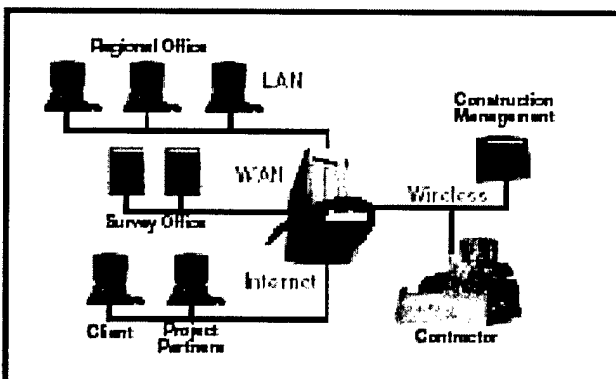 Regional Office
LAN
Construction
Management
WAN
Wireless
Survey Office
Internet
Client
Project
Partners
Contractor